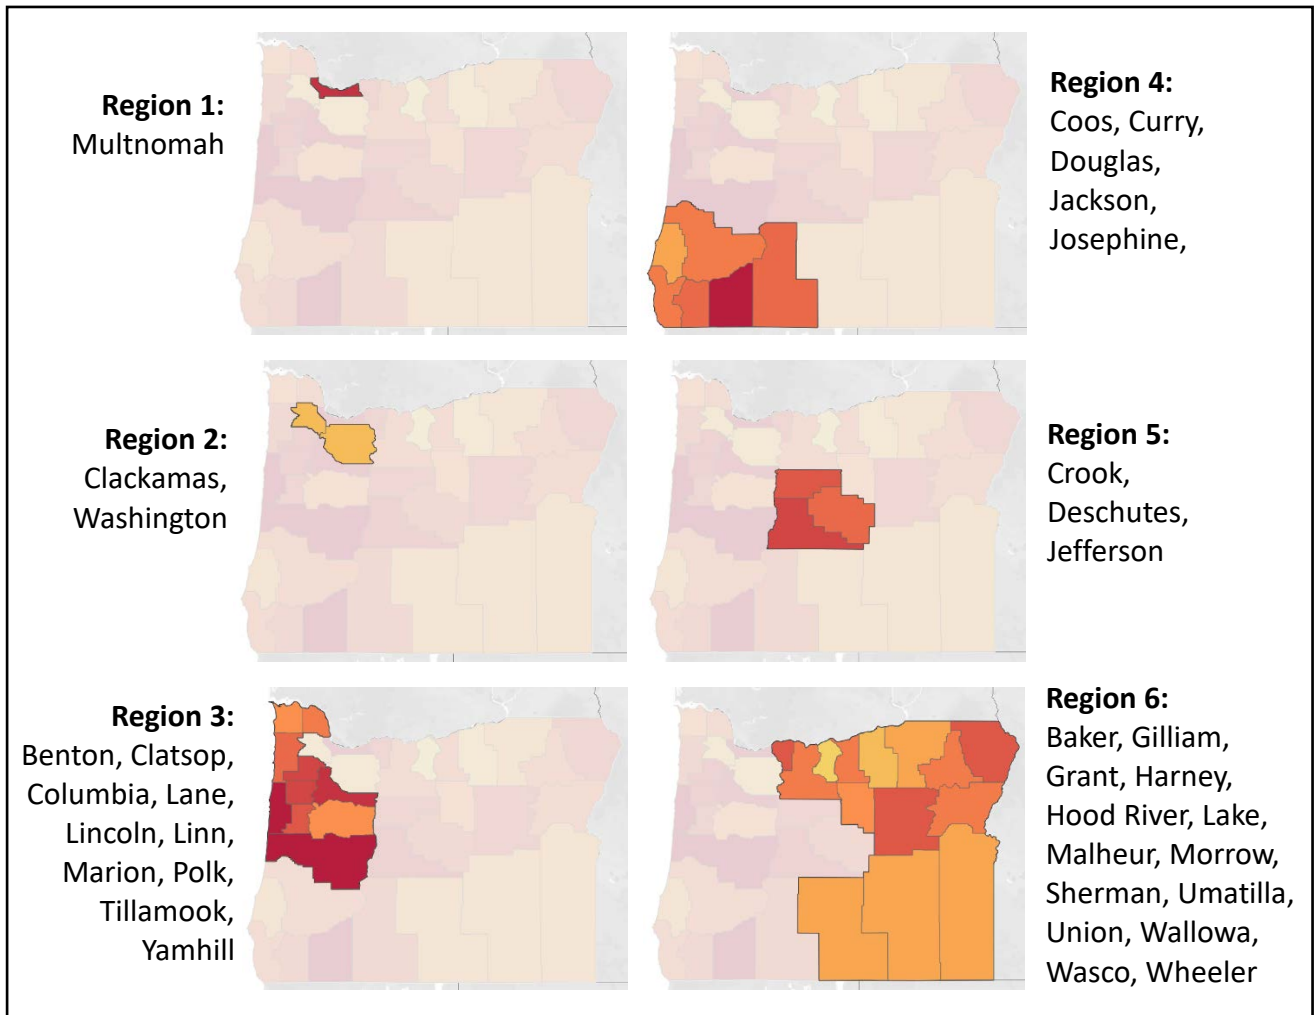 Region 1:
Multnomah
Region 4:
Coos, Curry,
Douglas,
Jackson,
Josephine,
Region 2:
Clackamas,
Washington
Region 5:
Crook,
Deschutes,
Jefferson
Region 3:
Benton, Clatsop,
Columbia, Lane,
Lincoln, Linn,
Marion, Polk,
Tillamook,
Yamhill
Region 6:
Baker, Gilliam,
Grant, Harney,
Hood River, Lake,
Malheur, Morrow,
Sherman, Umatilla,
Union, Wallowa,
Wasco, Wheeler